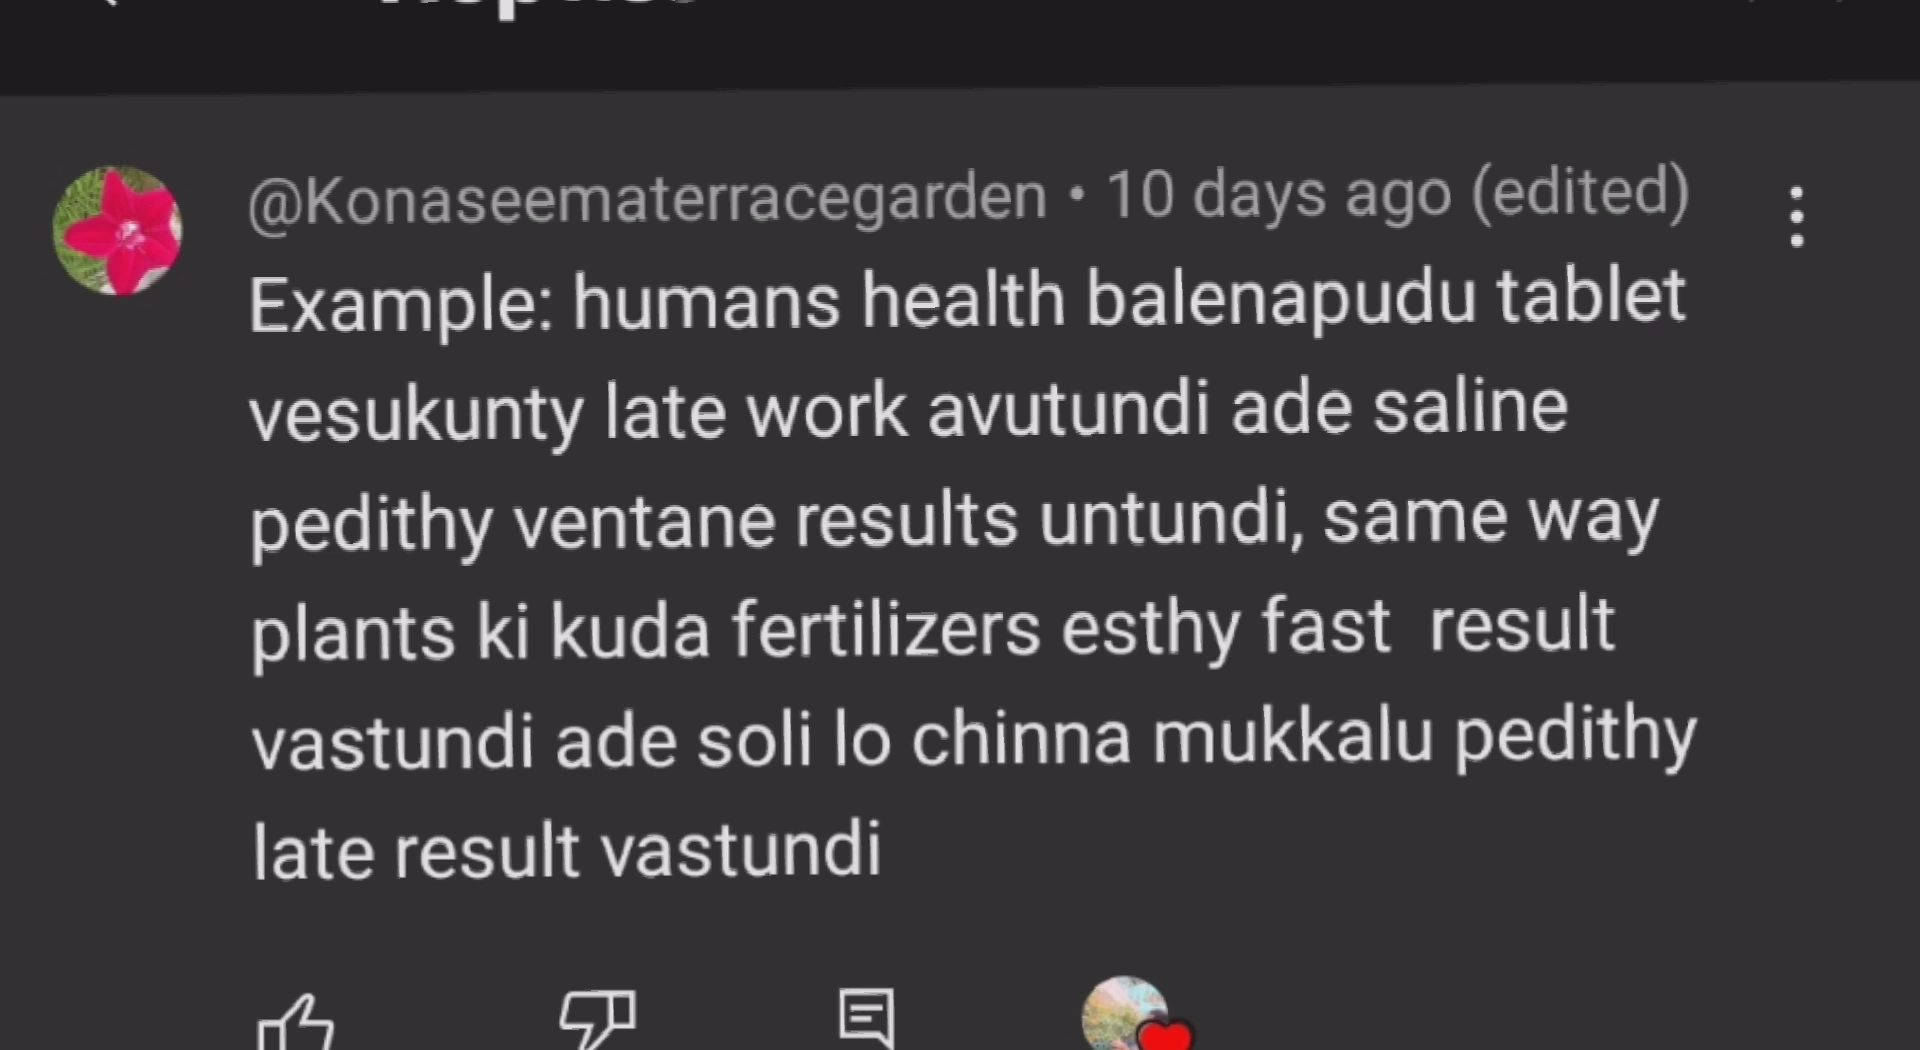 @Konaseematerracegarden • 10 days ago (edited)
Example: humans health balenapudu tablet
vesukunty late work avutundi ade saline
pedithy ventane results untundi, same way
plants ki kuda fertilizers esthy fast  result
vastundi ade soli lo chinna mukkalu pedithy
late result vastundi